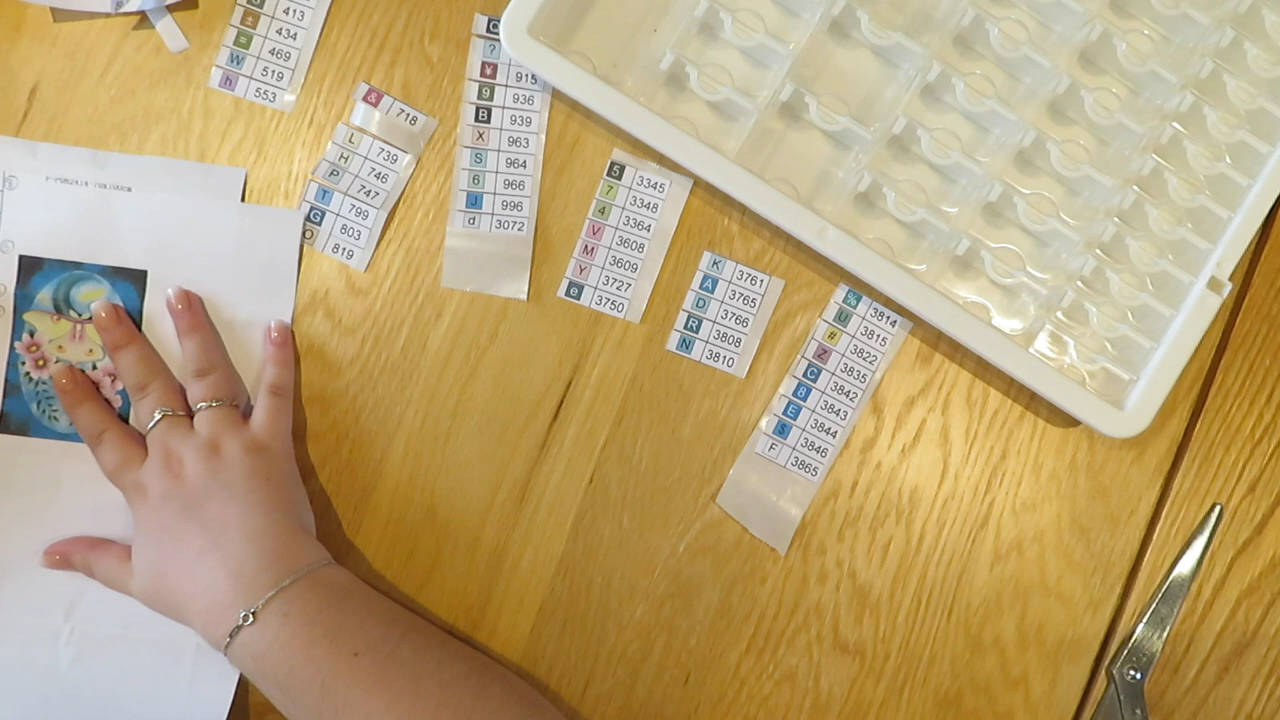 413
± 434
= 469
W 519
h 553
& 718
L 739
H 746
P 747
T 799
G 803
O 819
?
¥ 915
9 936
B 939
X 963
S 964
6 966
J 996
d 3072
5 3345
7 3348
4 3364
V 3608
M 3609
Y 3727
e 3750
K 3761
A 3765
D 3766
R 3808
N 3810
% 3814
U 3815
# 3822
Z 3835
C 3842
8 3843
E 3844
$ 3846
F 3865